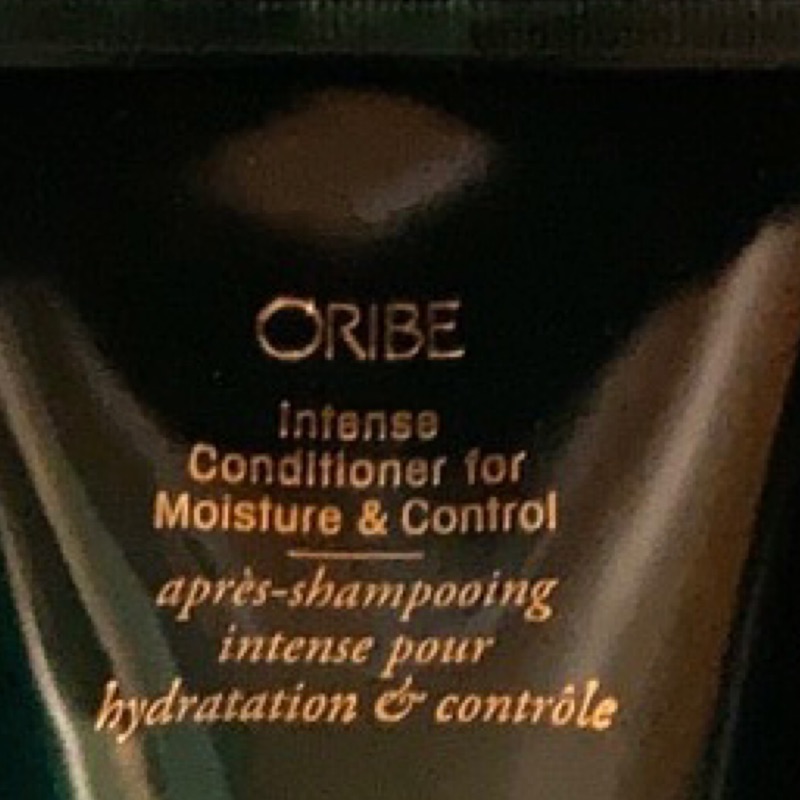 ORIBE
Intense
Conditioner for
Moisture & Control
après-shampooing
intense pour
hydratation & contrôle